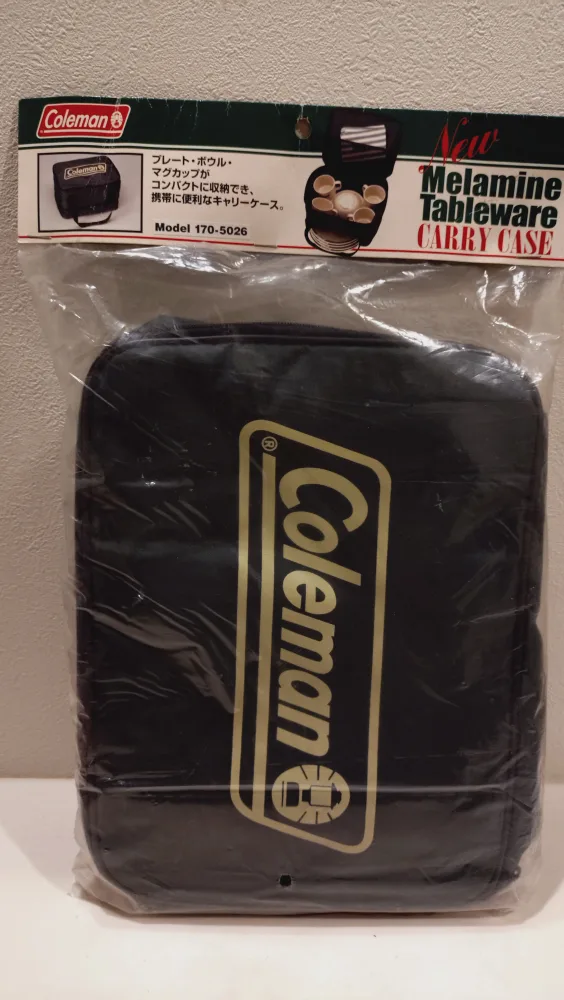 Coleman
Coleman
プレート・ボウル・
マグカップが
コンパクトに収納でき、
携帯に便利なキャリーケース。
Model 170-5026
New
Melamine
Tableware
CARRY CASE
Coleman®